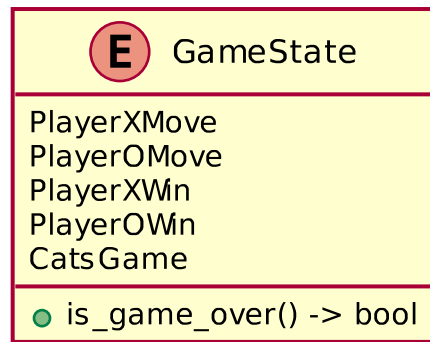 E GameState
PlayerXMove
PlayerOMove
PlayerXWin
PlayerOWin
CatsGame
is_game_over() -> bool